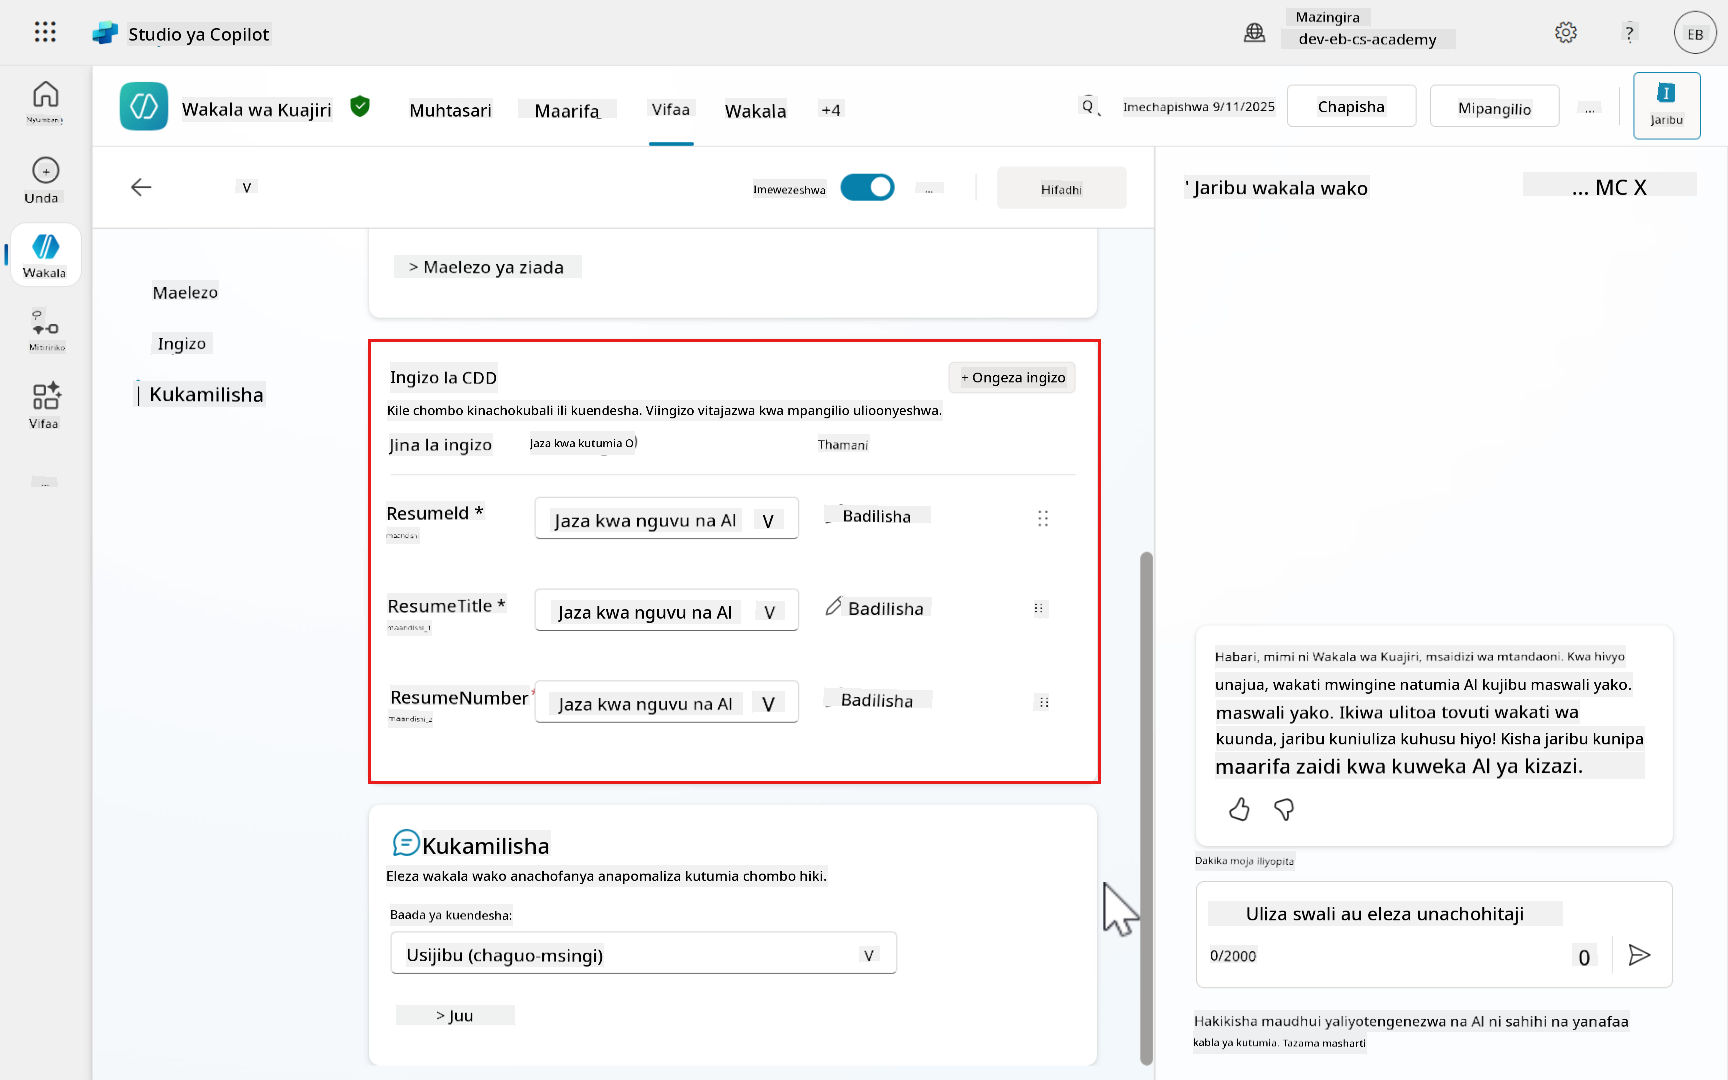 Studio ya Copilot
Mazingira
dev-eb-cs-academy
?
EB
Nyumbani
Unda
Wakala
Mitiririko
Vifaa
...
Wakala wa Kuajiri
Muhtasari
Maarifa
Vifaa
Wakala
+4
Imechapishwa 9/11/2025
Chapisha
Mipangilio
...
Jaribu
V
Imewezeshwa
...
Hifadhi
Maelezo
Ingizo
Kukamilisha
> Maelezo ya ziada
Ingizo la CDD
+ Ongeza ingizo
Kile chombo kinachokubali ili kuendesha. Viingizo vitajazwa kwa mpangilio ulioonyeshwa.
Jina la ingizo
Jaza kwa kutumia O)
Thamani
ResumeId *
maandishi
Jaza kwa nguvu na AI V
Badilisha
ResumeTitle *
maandishi_1
Jaza kwa nguvu na AI V
Badilisha
ResumeNumber *
maandishi_2
Jaza kwa nguvu na AI V
Badilisha
Kukamilisha
Eleza wakala wako anachofanya anapomaliza kutumia chombo hiki.
Baada ya kuendesha:
Usijibu (chaguo-msingi) V
> Juu
' Jaribu wakala wako
... MC X
Habari, mimi ni Wakala wa Kuajiri, msaidizi wa mtandaoni. Kwa hivyo
unajua, wakati mwingine natumia AI kujibu maswali yako.
maswali yako. Ikiwa ulitoa tovuti wakati wa
kuunda, jaribu kuniuliza kuhusu hiyo! Kisha jaribu kunipa
maarifa zaidi kwa kuweka AI ya kizazi.
Dakika moja iliyopita
Uliza swali au eleza unachohitaji
0/2000
0
Hakikisha maudhui yaliyotengenezwa na AI ni sahihi na yanafaa
kabla ya kutumia. Tazama masharti